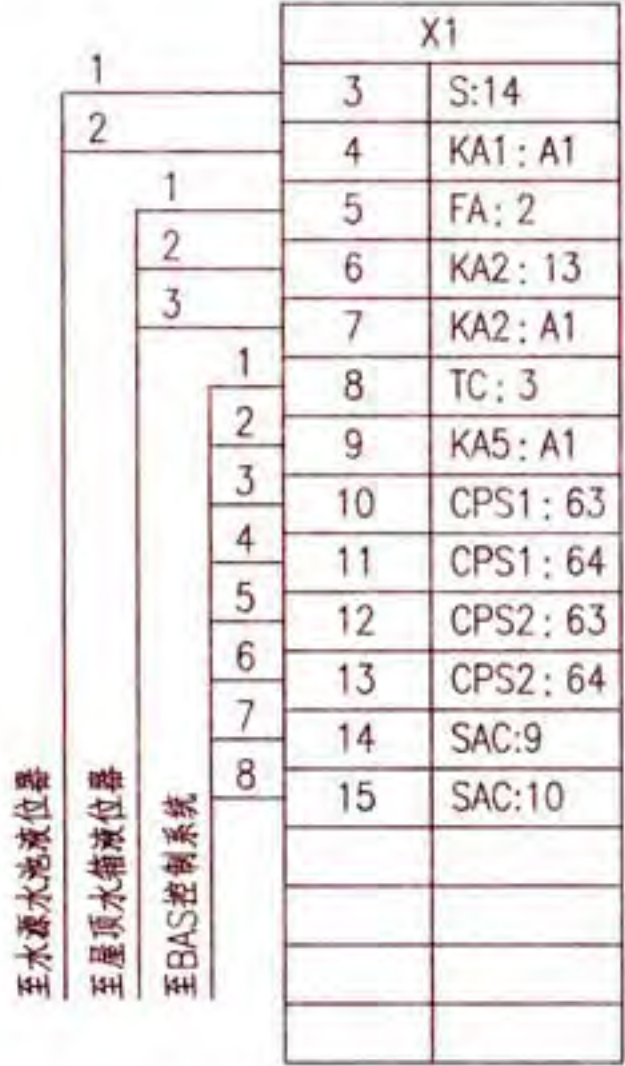 X1
1 3 S:14
2 4 KA1: A1
1 5 FA: 2
2 6 KA2: 13
3 7 KA2: A1
1 8 TC: 3
2 9 KA5: A1
3 10 CPS1: 63
4 11 CPS1: 64
5 12 CPS2: 63
6 13 CPS2: 64
7 14 SAC:9
8 15 SAC:10
至水源水池液位器
至屋顶水箱液位器
至BAS控制系统